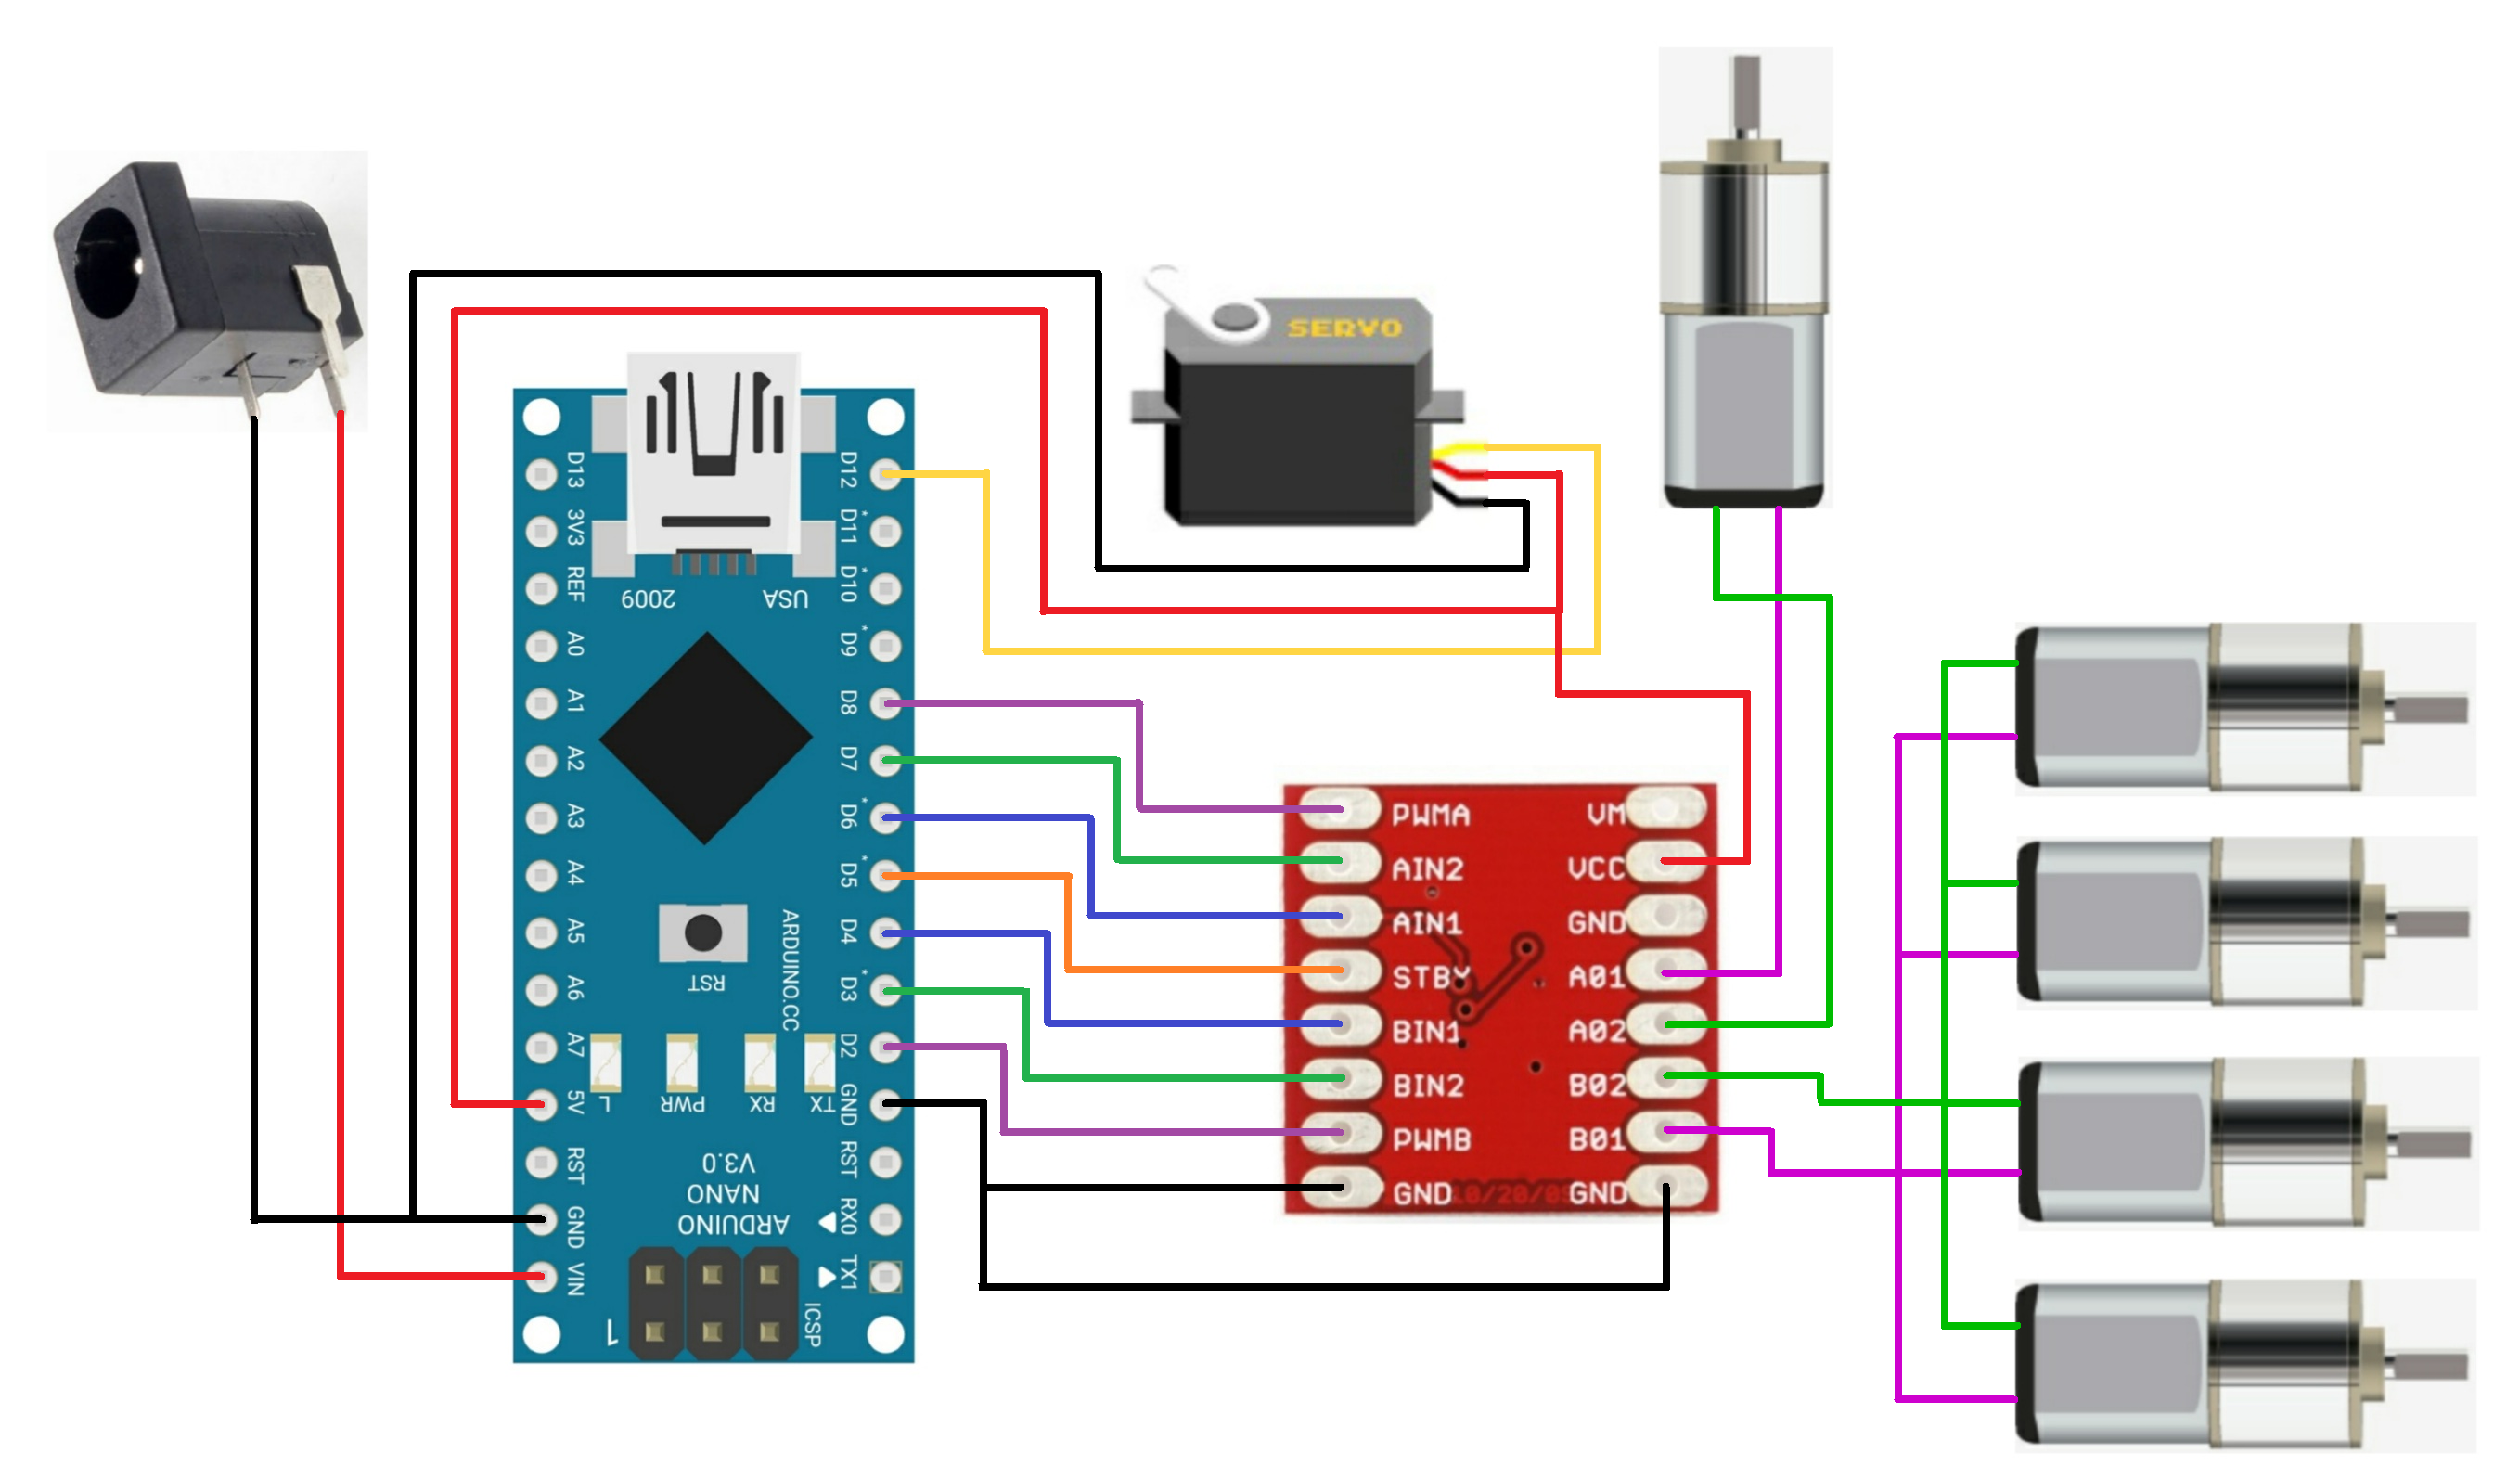 SERVO
D13
3V3
REF
A0
A1
A2
A3
A4
A5
A6
A7
5V
RST
GND
VIN
D12
D11*
D10*
D9*
D8
D7
D6*
D5*
D4
D3*
D2
GND
RST
RX0
TX1
2009
USA
RST
ARDUINO.CC
L
PWR
RX
TX
V3.0
NANO
ARDUINO
1
ICSP
PWMA
AIN2
AIN1
STBY
BIN1
BIN2
PWMB
GND
VM
VCC
GND
A01
A02
B02
B01
GND